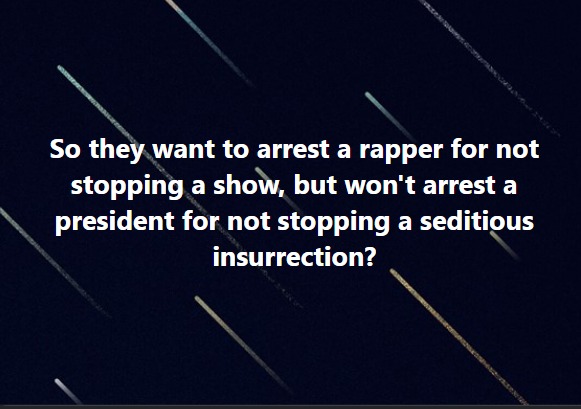 So they want to arrest a rapper for not
stopping a show, but won't arrest a
president for not stopping a seditious
insurrection?